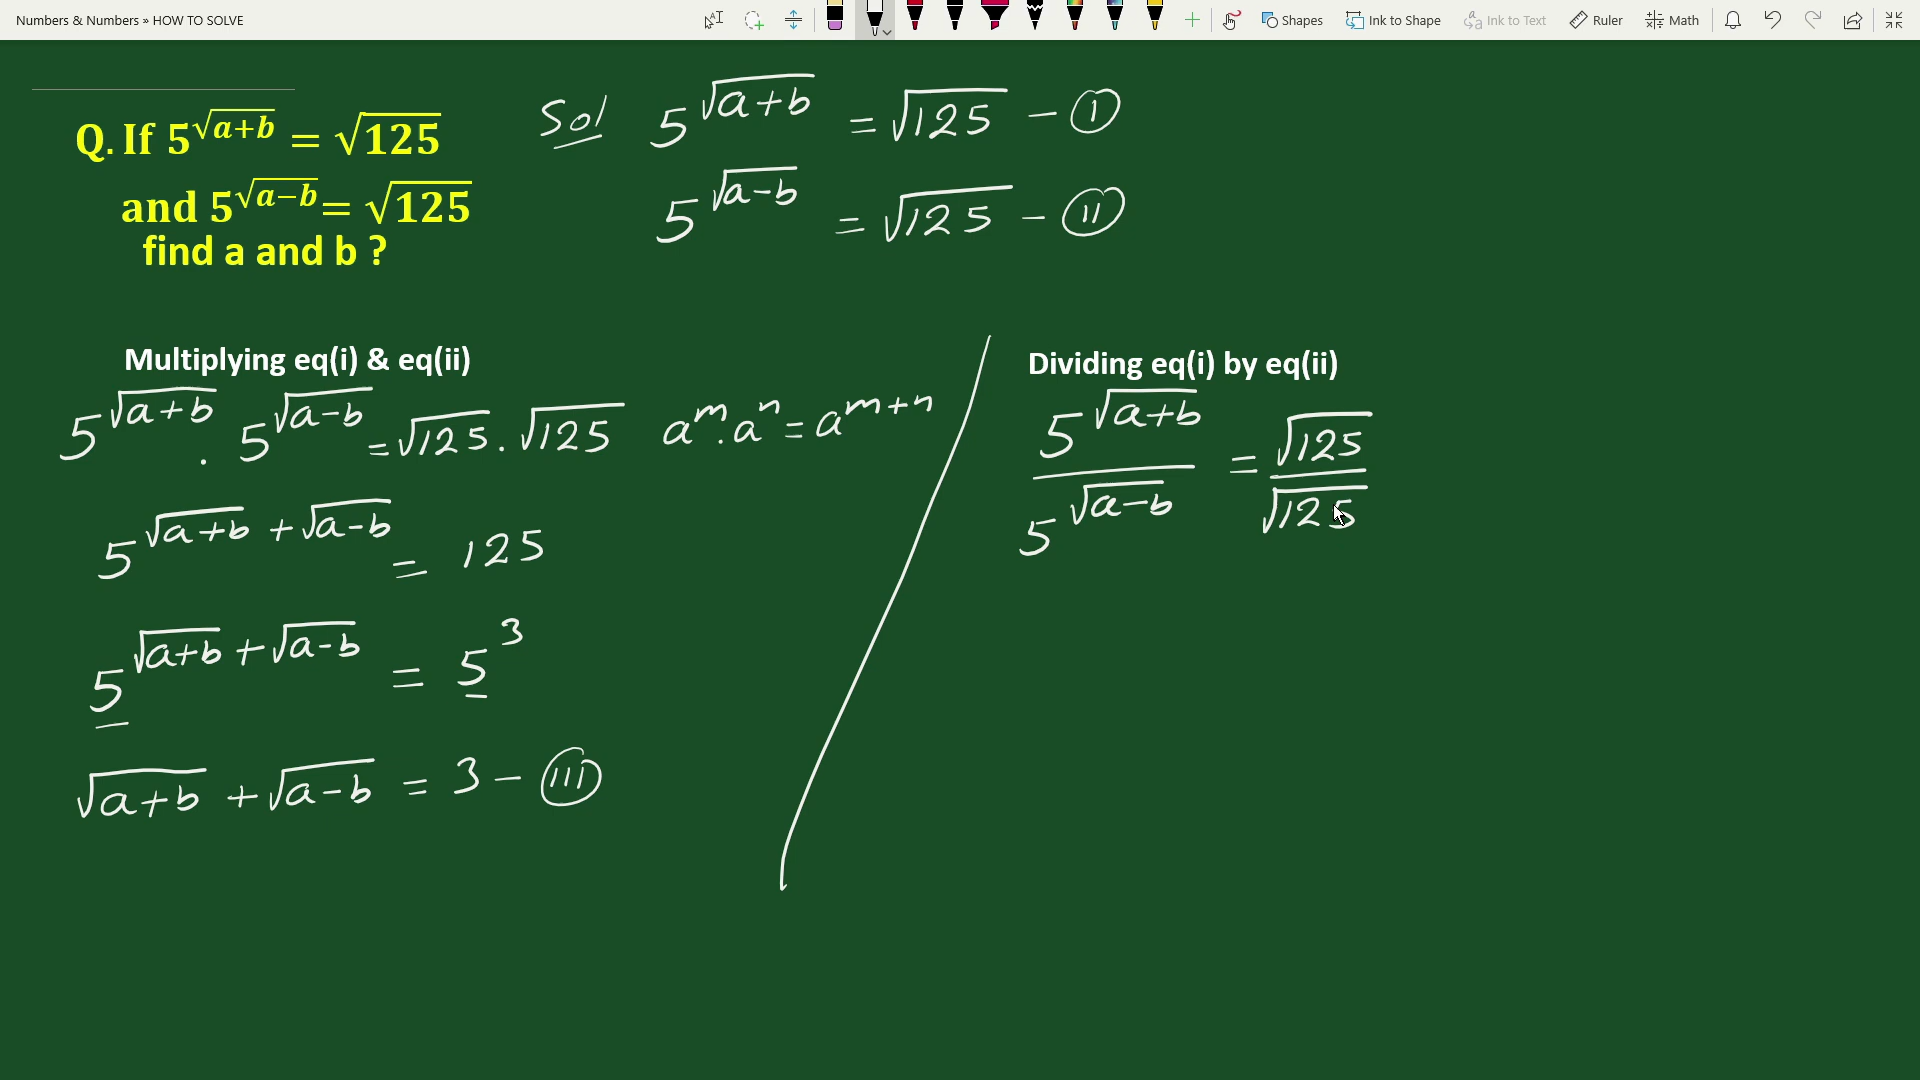 Numbers & Numbers » HOW TO SOLVE
Shapes Ink to Shape Ink to Text Ruler Math
Q. If 5^√(a+b) = √125
and 5^√(a−b) = √125
find a and b ?
Sol 5^√(a+b) = √125 - (I)
5^√(a-b) = √125 - (II)
Multiplying eq(i) & eq(ii)
5^√(a+b) . 5^√(a-b) = √125 . √125 a^m . a^n = a^(m+n)
5^(√(a+b) + √(a-b)) = 125
5^(√(a+b) + √(a-b)) = 5^3
√(a+b) + √(a-b) = 3 - (III)
Dividing eq(i) by eq(ii)
5^√(a+b) / 5^√(a-b) = √125 / √125